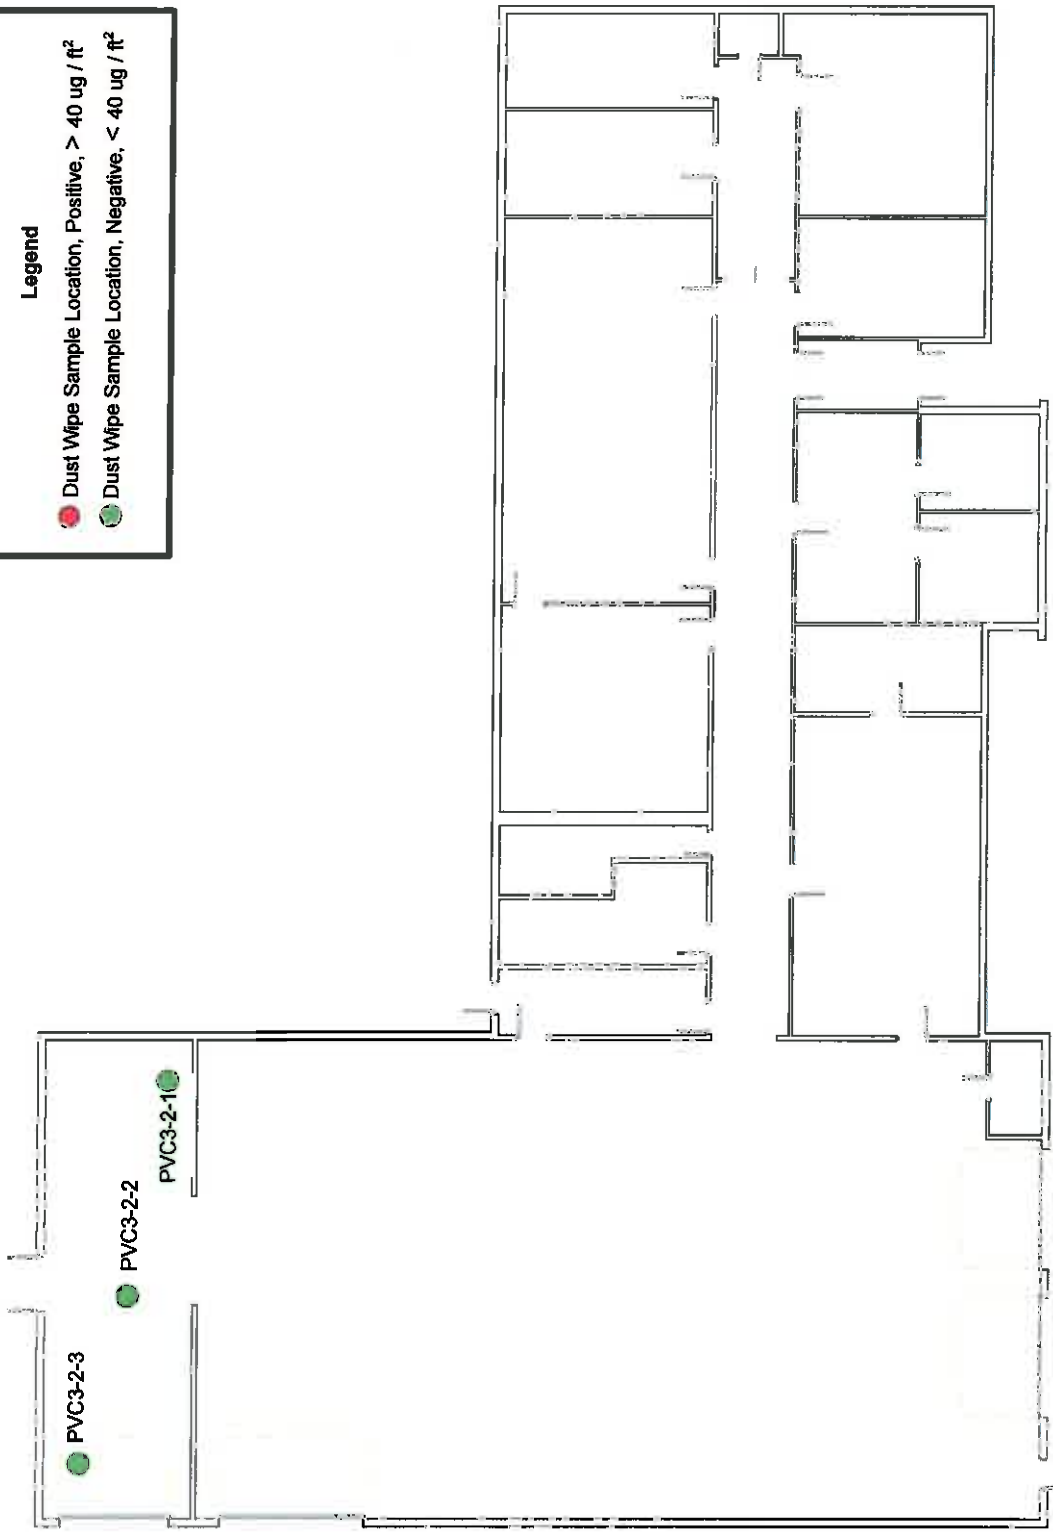 Legend
Dust Wipe Sample Location, Positive, > 40 ug / ft²
Dust Wipe Sample Location, Negative, < 40 ug / ft²
PVC3-2-3
PVC3-2-2
PVC3-2-1